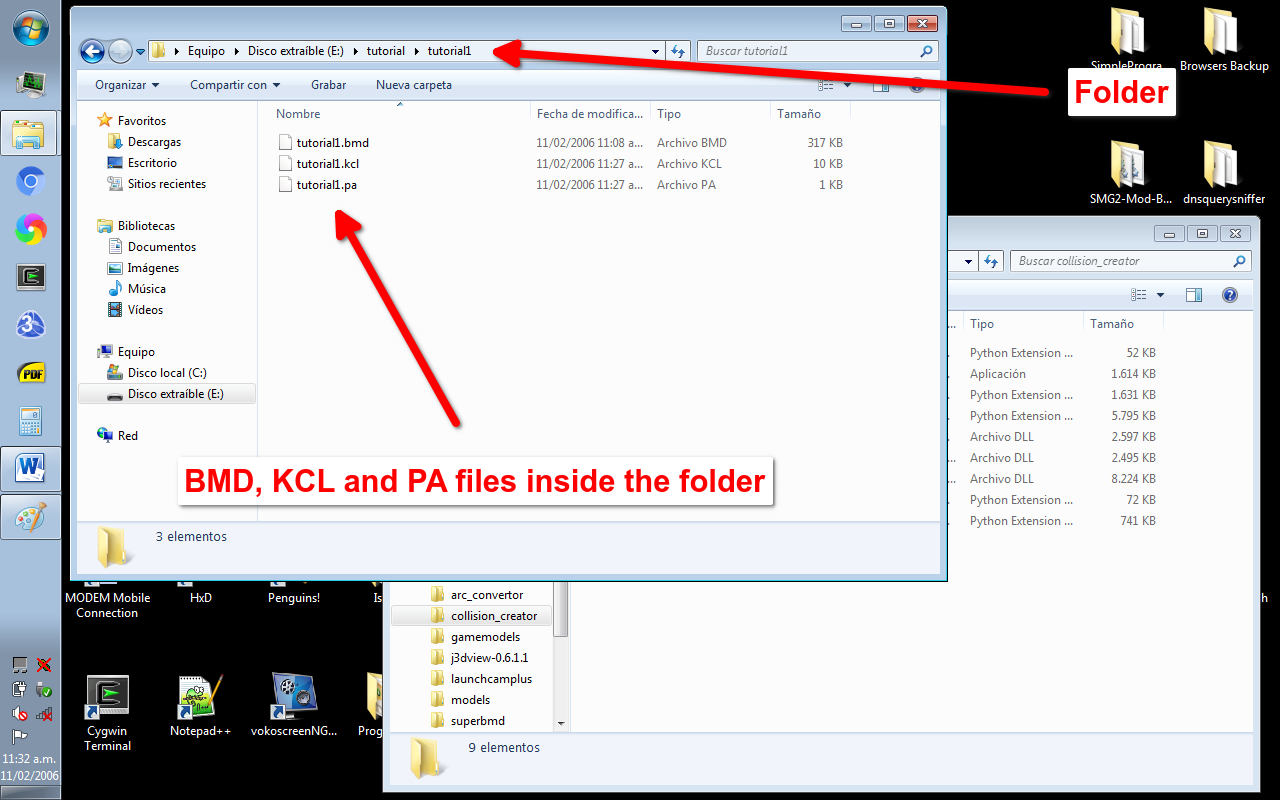 Equipo
Disco extraíble (E:)
tutorial
tutorial1
Buscar tutorial1
Organizar
Compartir con
Grabar
Nueva carpeta
Folder
Favoritos
Descargas
Escritorio
Sitios recientes
Bibliotecas
Documentos
Imágenes
Música
Vídeos
Equipo
Disco local (C:)
Disco extraíble (E:)
Red
Nombre Fecha de modifica... Tipo Tamaño
tutorial1.bmd 11/02/2006 11:08 a... Archivo BMD 317 KB
tutorial1.kcl 11/02/2006 11:27 a... Archivo KCL 10 KB
tutorial1.pa 11/02/2006 11:27 a... Archivo PA 1 KB
BMD, KCL and PA files inside the folder
3 elementos
SimpleProgra
Browsers Backup
SMG2-Mod-B...
dnsquerysniffer
Buscar collision_creator
... Tipo Tamaño
Python Extension ... 52 KB
Aplicación 1.614 KB
Python Extension ... 1.631 KB
Python Extension ... 5.795 KB
Archivo DLL 2.597 KB
Archivo DLL 2.495 KB
Archivo DLL 8.224 KB
Python Extension ... 72 KB
Python Extension ... 741 KB
arc_convertor
collision_creator
gamemodels
j3dview-0.6.1.1
launchcamplus
models
superbmd
9 elementos
MODEM Mobile
Connection
HxD
Penguins!
Is
h
Cygwin
Terminal
Notepad++
vokoscreenNG...
Prog
PDF
11:32 a.m.
11/02/2006